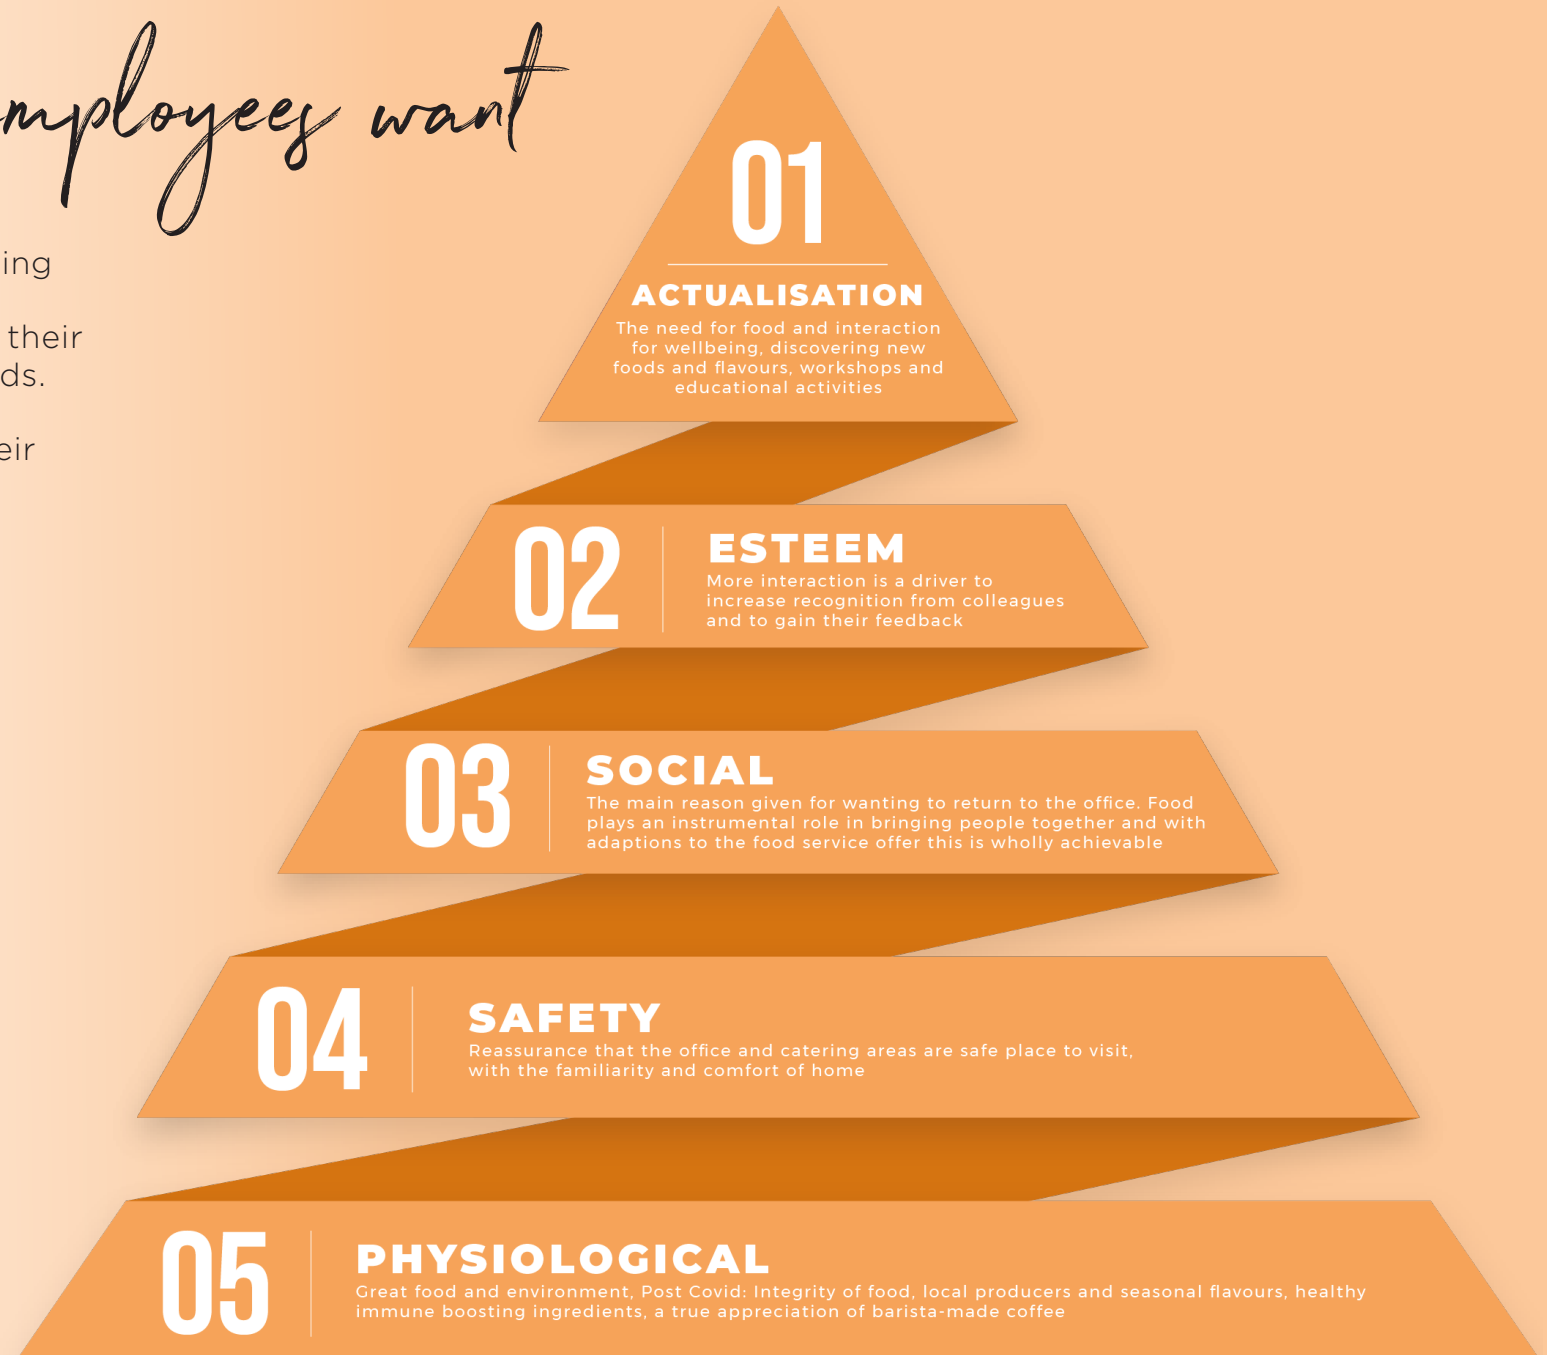 mployees want
ing
their
ds.
eir
01
ACTUALISATION
The need for food and interaction
for wellbeing, discovering new
foods and flavours, workshops and
educational activities
02
ESTEEM
More interaction is a driver to
increase recognition from colleagues
and to gain their feedback
03
SOCIAL
The main reason given for wanting to return to the office. Food
plays an instrumental role in bringing people together and with
adaptions to the food service offer this is wholly achievable
04
SAFETY
Reassurance that the office and catering areas are safe place to visit,
with the familiarity and comfort of home
05
PHYSIOLOGICAL
Great food and environment, Post Covid: Integrity of food, local producers and seasonal flavours, healthy
immune boosting ingredients, a true appreciation of barista-made coffee